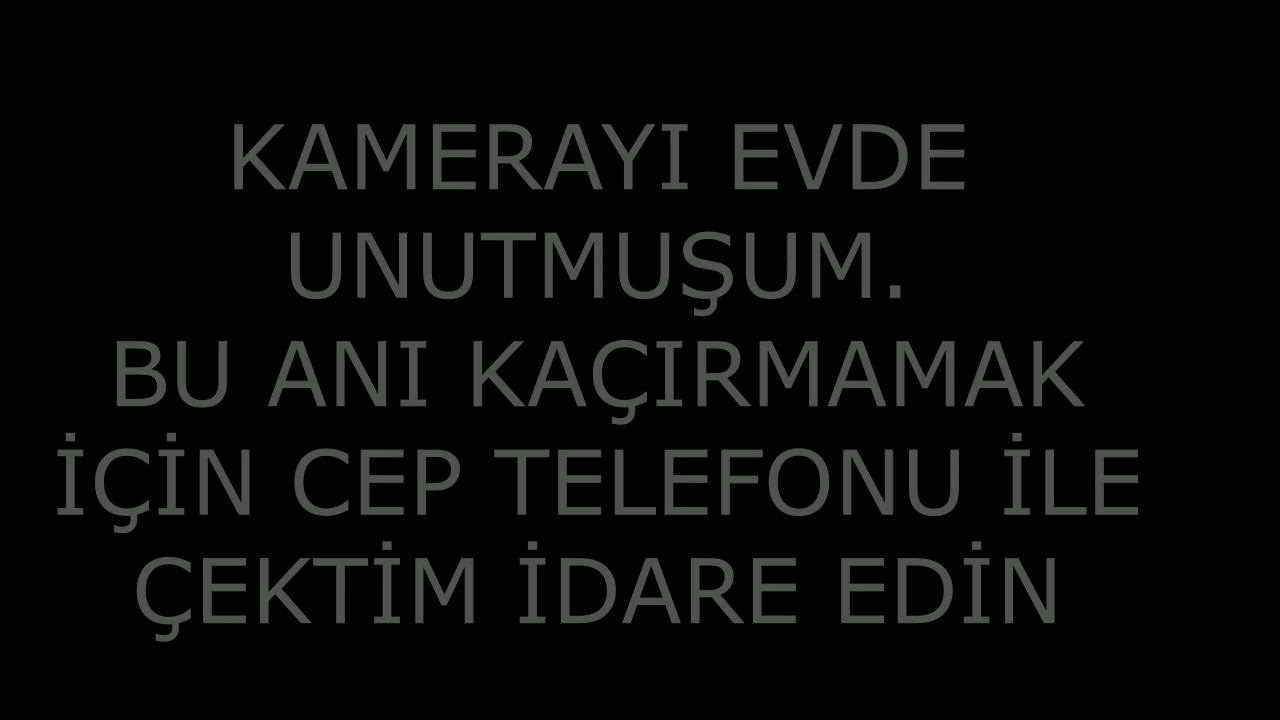 KAMERAYI EVDE
UNUTMUŞUM.
BU ANI KAÇIRMAMAK
İÇİN CEP TELEFONU İLE
ÇEKTİM İDARE EDİN